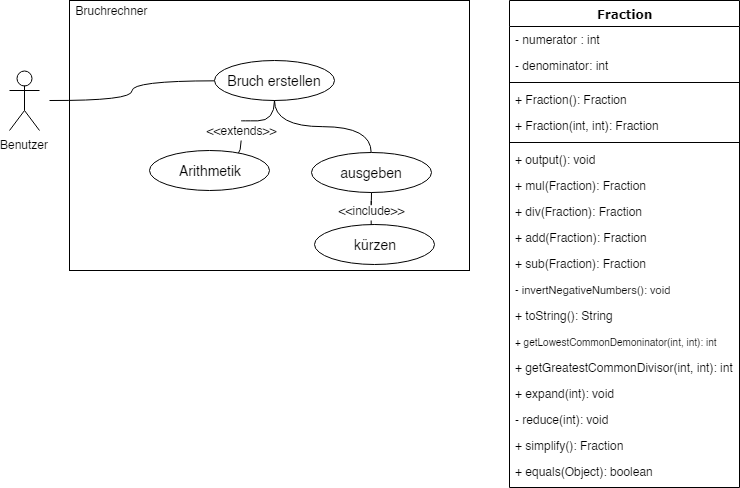 Bruchrechner
Bruch erstellen
Benutzer
<<extends>>
Arithmetik
ausgeben
<<include>>
kürzen
Fraction
- numerator : int
- denominator: int
+ Fraction(): Fraction
+ Fraction(int, int): Fraction
+ output(): void
+ mul(Fraction): Fraction
+ div(Fraction): Fraction
+ add(Fraction): Fraction
+ sub(Fraction): Fraction
- invertNegativeNumbers(): void
+ toString(): String
+ getLowestCommonDemoninator(int, int): int
+ getGreatestCommonDivisor(int, int): int
+ expand(int): void
- reduce(int): void
+ simplify(): Fraction
+ equals(Object): boolean